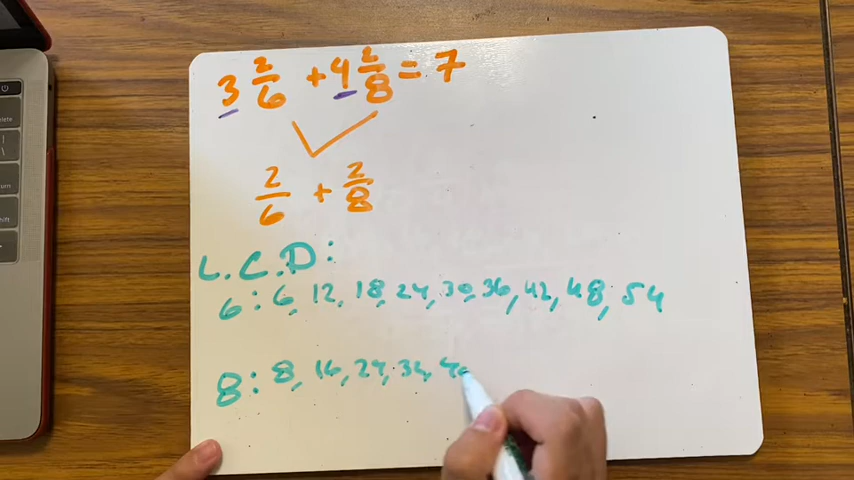 3 2/6 + 4 2/8 = 7
2/6 + 2/8
L.C.D:
6: 6, 12, 18, 24, 30, 36, 42, 48, 54
8: 8, 16, 24, 32, 40